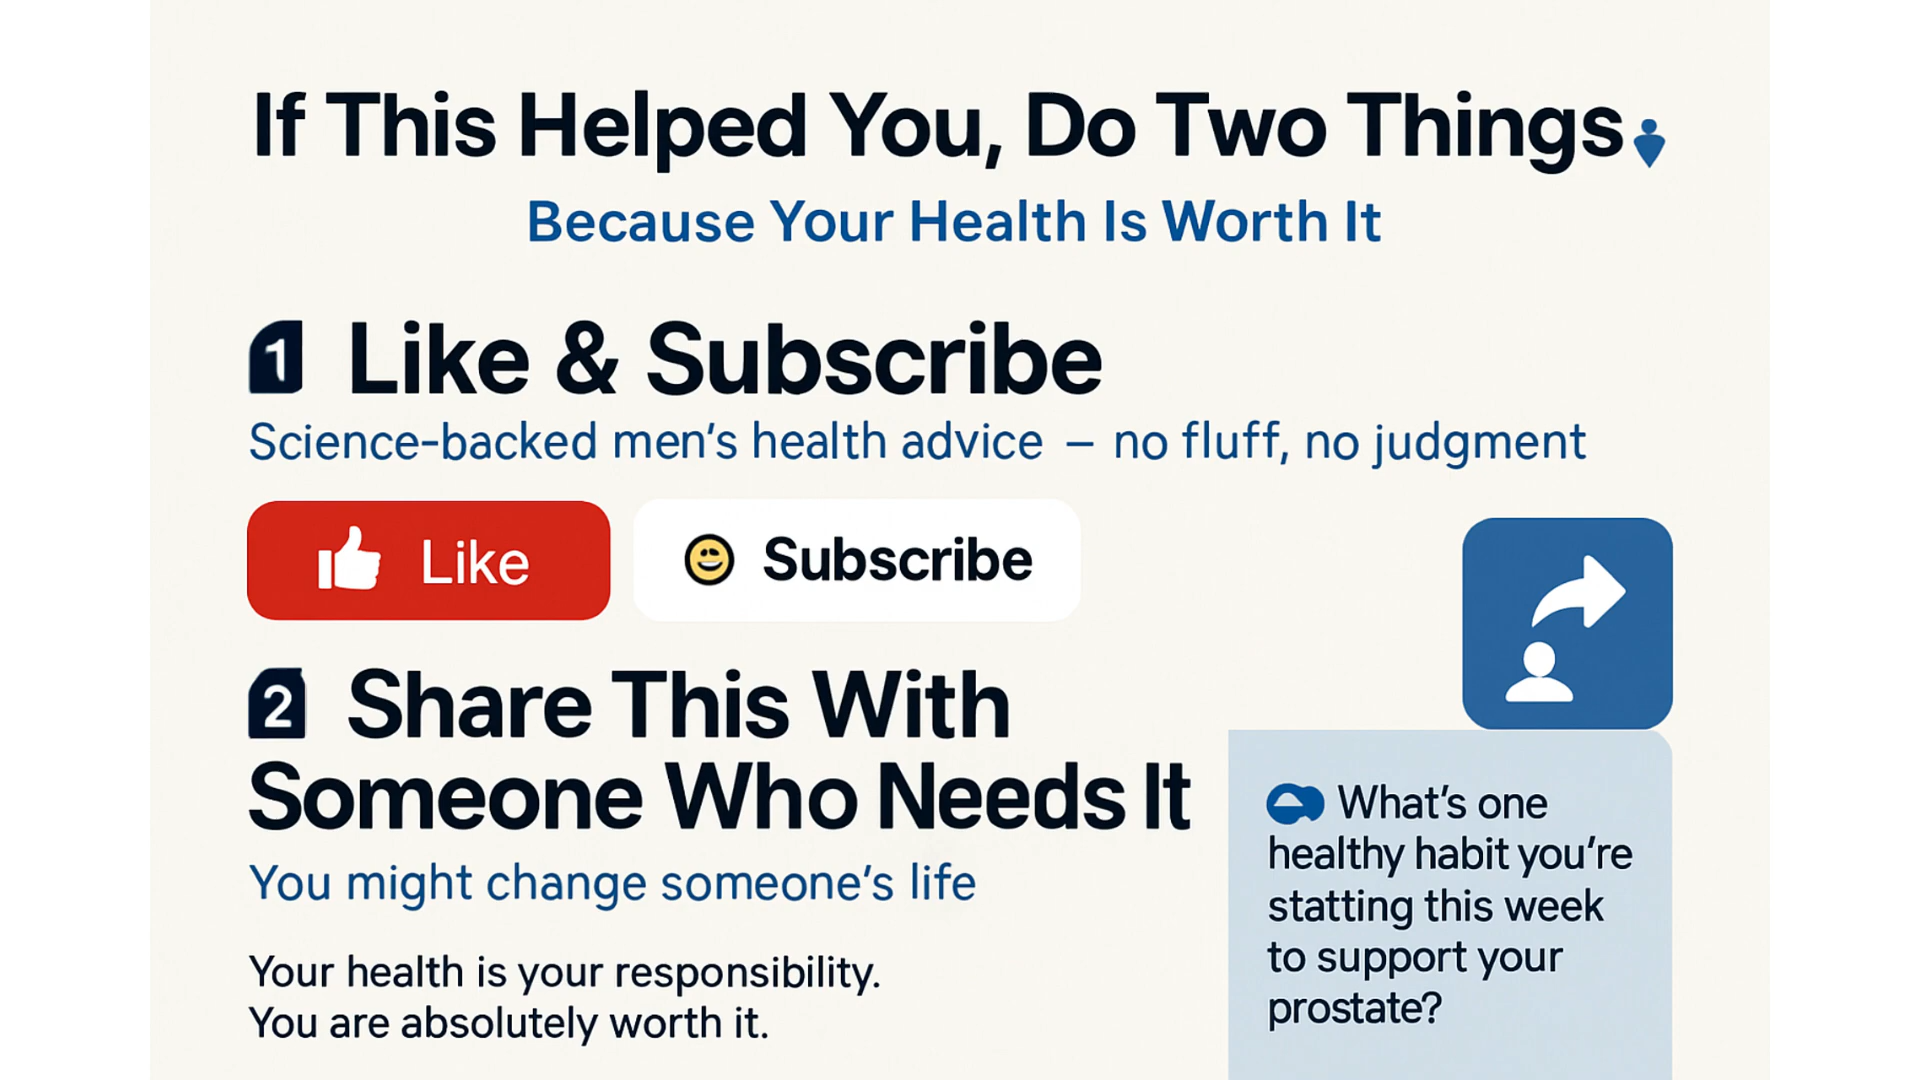 If This Helped You, Do Two Things
Because Your Health Is Worth It
1 Like & Subscribe
Science-backed men's health advice – no fluff, no judgment
Like
Subscribe
2 Share This With
Someone Who Needs It
You might change someone's life
Your health is your responsibility.
You are absolutely worth it.
What's one
healthy habit you're
statting this week
to support your
prostate?